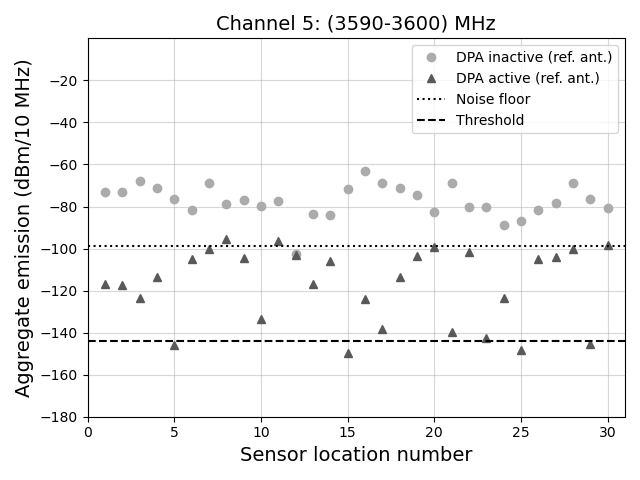 Channel 5: (3590-3600) MHz
DPA inactive (ref. ant.)
DPA active (ref. ant.)
Noise floor
Threshold
Aggregate emission (dBm/10 MHz)
−20
−40
−60
−80
−100
−120
−140
−160
−180
0 5 10 15 20 25 30
Sensor location number